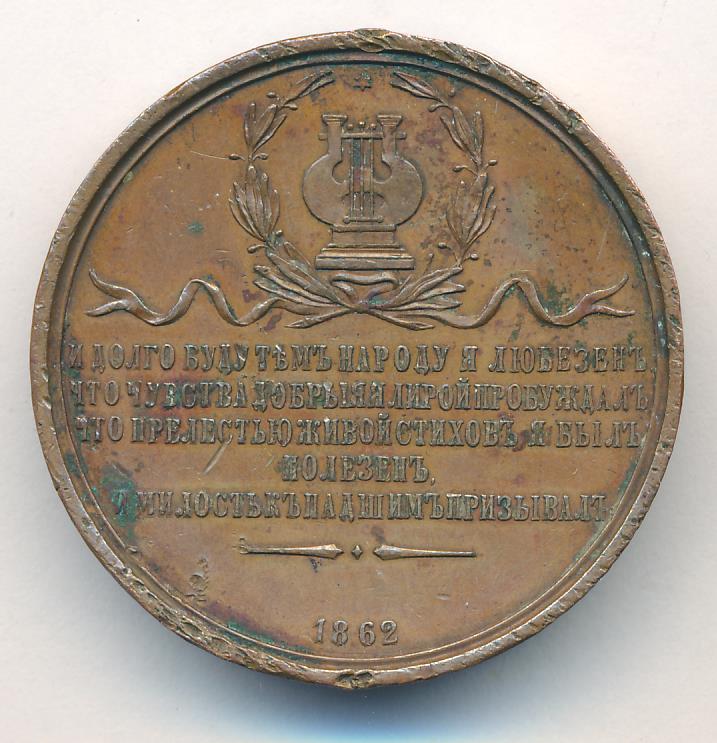 И ДОЛГО БУДУ ТѢМЪ НАРОДУ Я ЛЮБЕЗЕНЪ,
ЧТО ЧУВСТВА ДОБРЫЯ Я ЛИРОЙ ПРОБУЖДАЛЪ
ЧТО ПРЕЛЕСТЬЮ ЖИВОЙ СТИХОВЪ Я БЫЛЪ
ПОЛЕЗЕНЪ,
И МИЛОСТЬ КЪ ПАДШИМЪ ПРИЗЫВАЛЪ.
1862